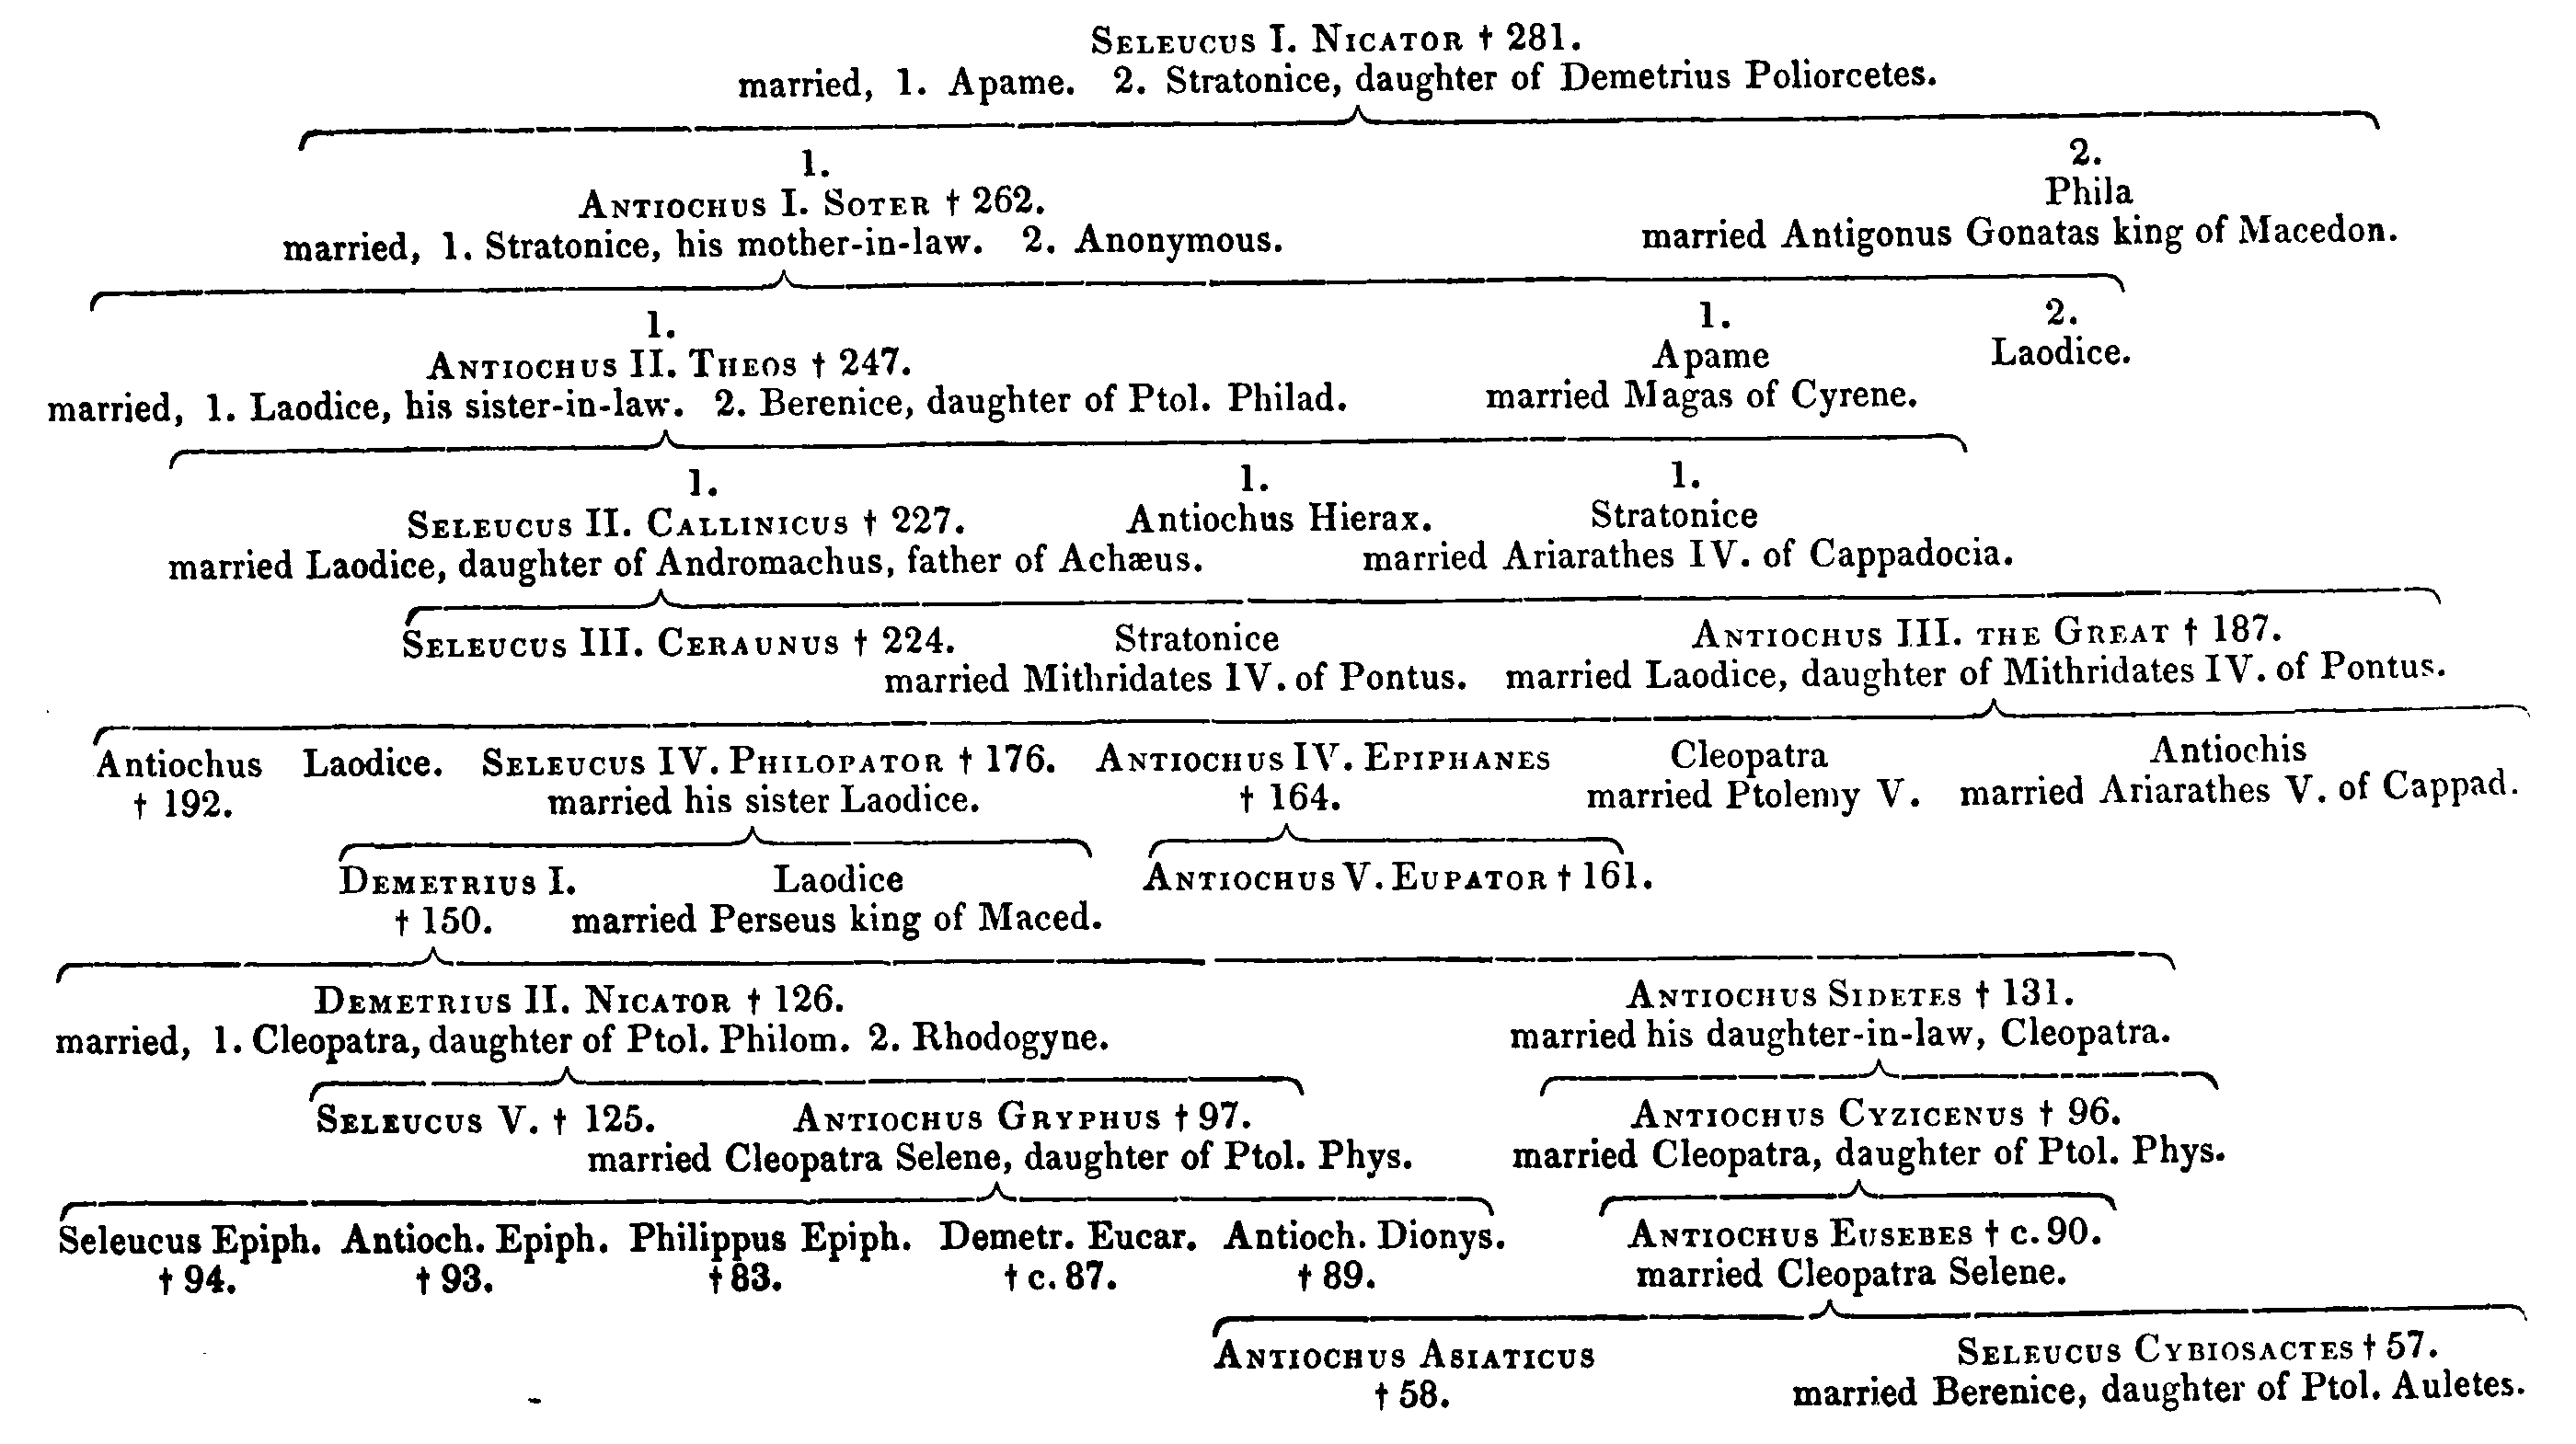 SELEUCUS I. NICATOR † 281.
married, 1. Apame. 2. Stratonice, daughter of Demetrius Poliorcetes.
1.
ANTIOCHUS I. SOTER † 262.
married, 1. Stratonice, his mother-in-law. 2. Anonymous.
2.
Phila
married Antigonus Gonatas king of Macedon.
1.
ANTIOCHUS II. THEOS † 247.
married, 1. Laodice, his sister-in-law. 2. Berenice, daughter of Ptol. Philad.
1.
Apame
married Magas of Cyrene.
2.
Laodice.
1.
SELEUCUS II. CALLINICUS † 227.
married Laodice, daughter of Andromachus, father of Achæus.
1.
Antiochus Hierax.
1.
Stratonice
married Ariarathes IV. of Cappadocia.
SELEUCUS III. CERAUNUS † 224.
Stratonice
married Mithridates IV. of Pontus.
ANTIOCHUS III. THE GREAT † 187.
married Laodice, daughter of Mithridates IV. of Pontus.
Antiochus
† 192.
Laodice.
SELEUCUS IV. PHILOPATOR † 176.
married his sister Laodice.
ANTIOCHUS IV. EPIPHANES
† 164.
Cleopatra
married Ptolemy V.
Antiochis
married Ariarathes V. of Cappad.
DEMETRIUS I.
† 150.
Laodice
married Perseus king of Maced.
ANTIOCHUS V. EUPATOR † 161.
DEMETRIUS II. NICATOR † 126.
married, 1. Cleopatra, daughter of Ptol. Philom. 2. Rhodogyne.
ANTIOCHUS SIDETES † 131.
married his daughter-in-law, Cleopatra.
SELEUCUS V. † 125.
ANTIOCHUS GRYPHUS † 97.
married Cleopatra Selene, daughter of Ptol. Phys.
ANTIOCHUS CYZICENUS † 96.
married Cleopatra, daughter of Ptol. Phys.
Seleucus Epiph.
† 94.
Antioch. Epiph.
† 93.
Philippus Epiph.
† 83.
Demetr. Eucar.
† c. 87.
Antioch. Dionys.
† 89.
ANTIOCHUS EUSEBES † c. 90.
married Cleopatra Selene.
ANTIOCHUS ASIATICUS
† 58.
SELEUCUS CYBIOSACTES † 57.
married Berenice, daughter of Ptol. Auletes.